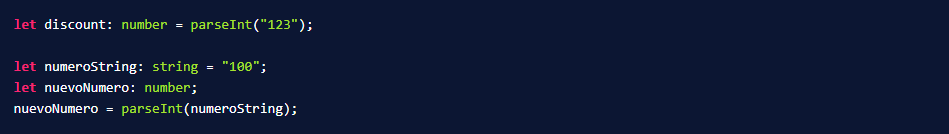 let discount: number = parseInt("123");
let numeroString: string = "100";
let nuevoNumero: number;
nuevoNumero = parseInt(numeroString);